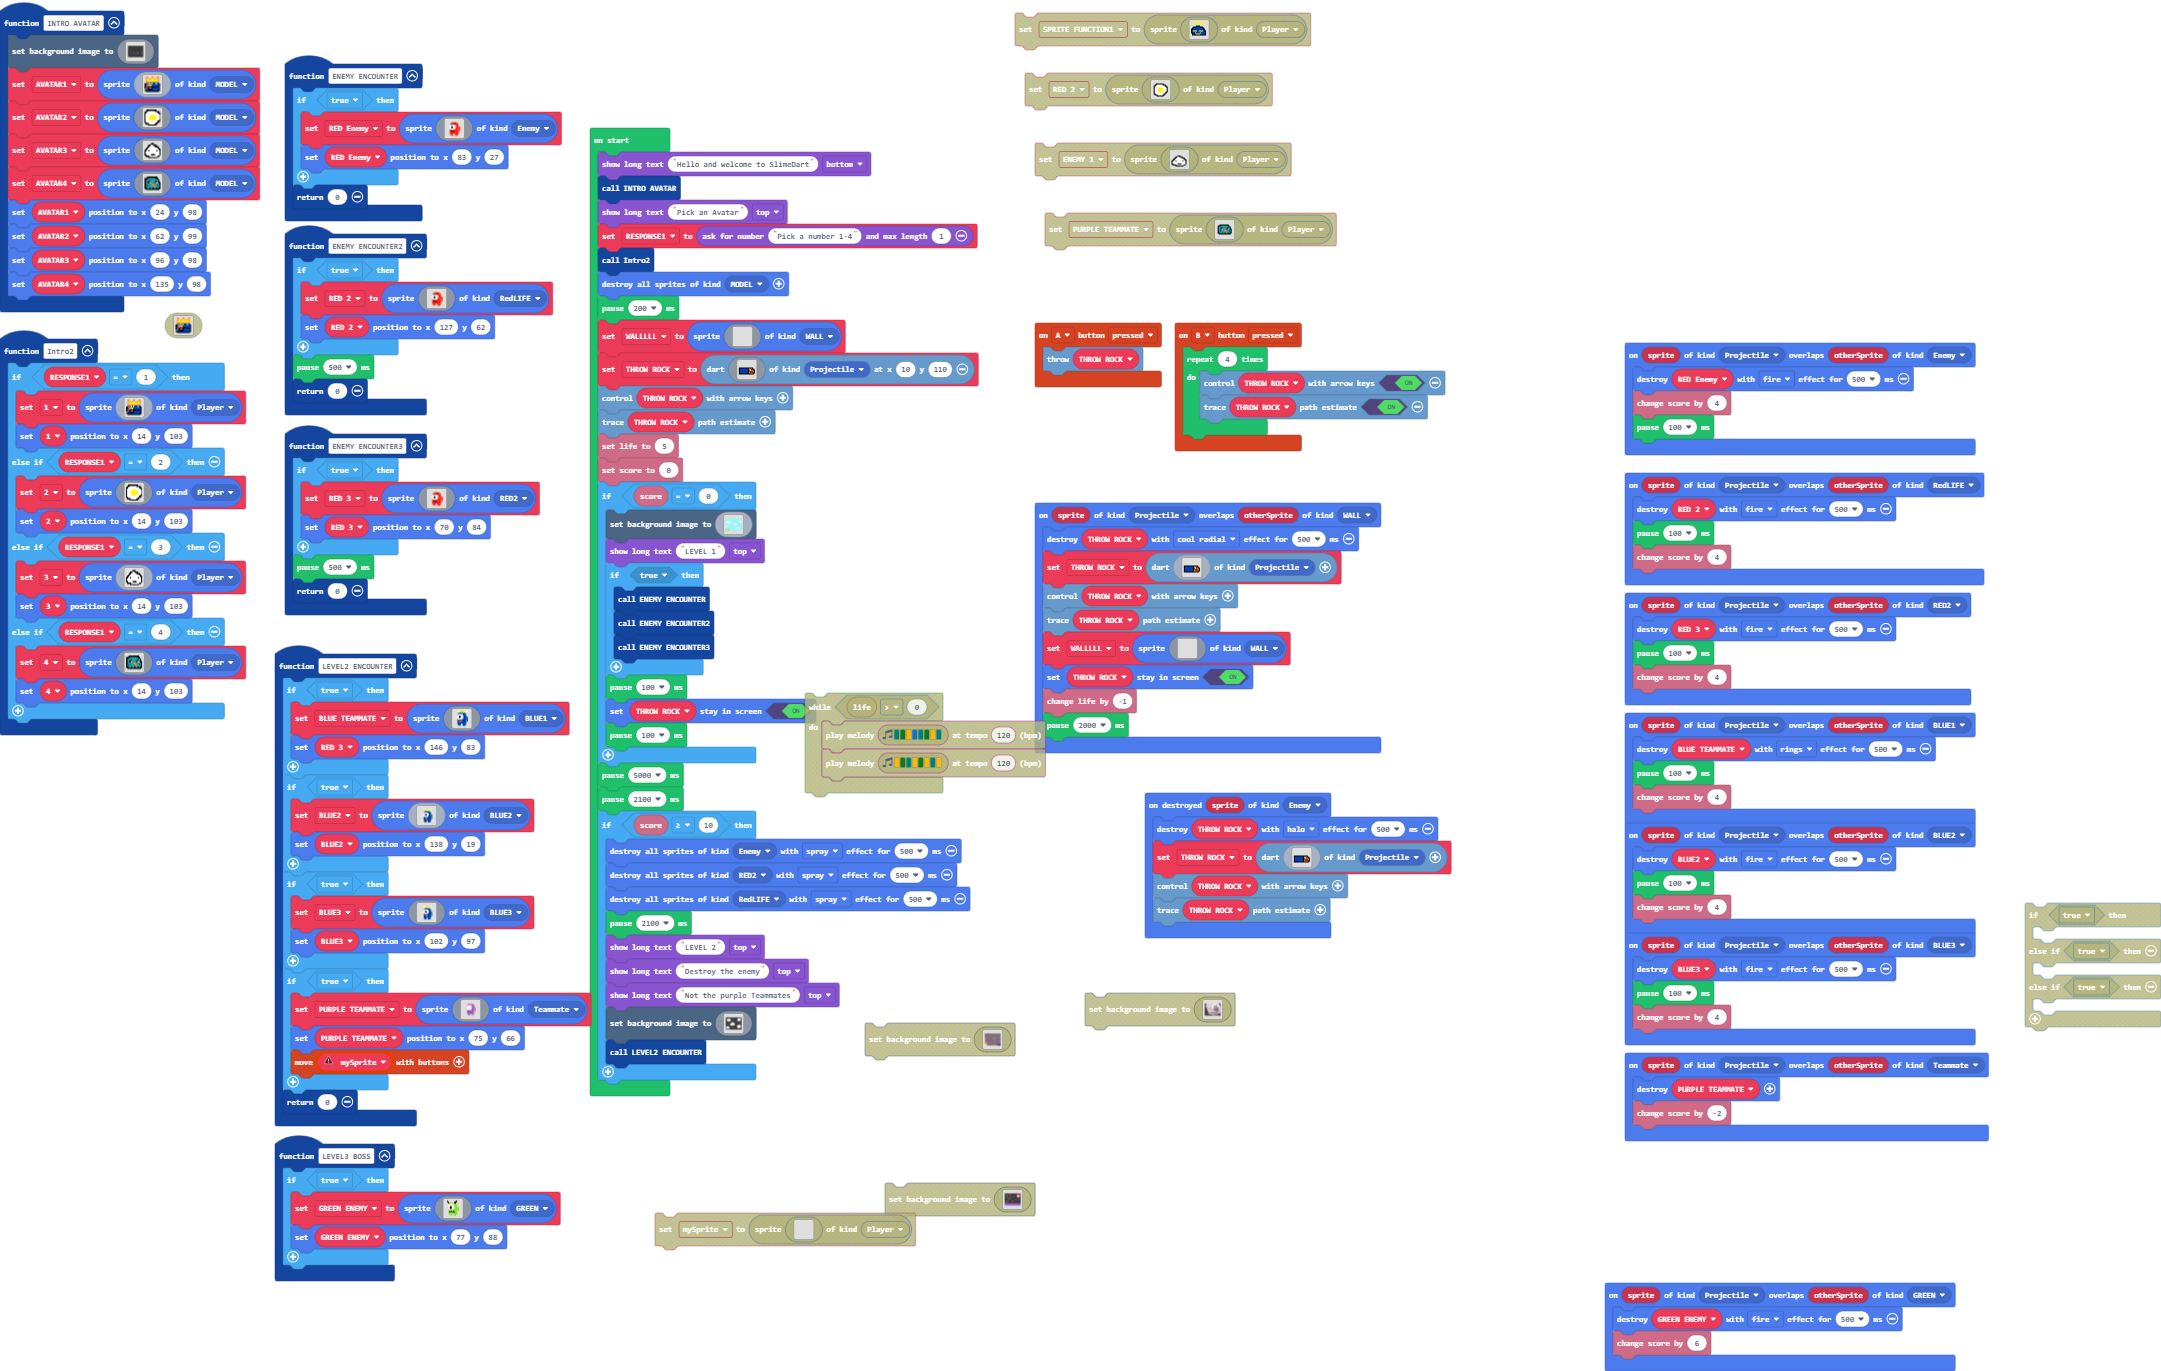 function INTRO AVATAR
set background image to
set AVATAR1 to sprite of kind MODEL
set AVATAR2 to sprite of kind MODEL
set AVATAR3 to sprite of kind MODEL
set AVATAR4 to sprite of kind MODEL
set AVATAR1 position to x 24 y 98
set AVATAR2 position to x 62 y 99
set AVATAR3 position to x 96 y 98
set AVATAR4 position to x 135 y 98
function Intro2
if RESPONSE1 = 1 then
set 1 to sprite of kind Player
set 1 position to x 14 y 103
else if RESPONSE1 = 2 then
set 2 to sprite of kind Player
set 2 position to x 14 y 103
else if RESPONSE1 = 3 then
set 3 to sprite of kind Player
set 3 position to x 14 y 103
else if RESPONSE1 = 4 then
set 4 to sprite of kind Player
set 4 position to x 14 y 103
function ENEMY ENCOUNTER
if true then
set RED Enemy to sprite of kind Enemy
set RED Enemy position to x 83 y 27
return 0
function ENEMY ENCOUNTER2
if true then
set RED 2 to sprite of kind RedLIFE
set RED 2 position to x 127 y 62
pause 500 ms
return 0
function ENEMY ENCOUNTER3
if true then
set RED 3 to sprite of kind RED2
set RED 3 position to x 70 y 84
pause 500 ms
return 0
function LEVEL2 ENCOUNTER
if true then
set BLUE TEAMMATE to sprite of kind BLUE1
set RED 3 position to x 146 y 83
if true then
set BLUE2 to sprite of kind BLUE2
set BLUE2 position to x 138 y 19
if true then
set BLUE3 to sprite of kind BLUE3
set BLUE3 position to x 102 y 97
if true then
set PURPLE TEAMMATE to sprite of kind Teammate
set PURPLE TEAMMATE position to x 75 y 66
move mySprite with buttons
return 0
function LEVEL3 BOSS
if true then
set GREEN ENEMY to sprite of kind GREEN
set GREEN ENEMY position to x 77 y 88
on start
show long text "Hello and welcome to SlimeDart" bottom
call INTRO AVATAR
show long text "Pick an Avatar" top
set RESPONSE1 to ask for number "Pick a number 1-4" and max length 1
call Intro2
destroy all sprites of kind MODEL
pause 200 ms
set WALLLLL to sprite of kind WALL
set THROW ROCK to dart of kind Projectile at x 10 y 110
control THROW ROCK with arrow keys
trace THROW ROCK path estimate
set life to 5
set score to 0
if score = 0 then
set background image to
show long text "LEVEL 1" top
if true then
call ENEMY ENCOUNTER
call ENEMY ENCOUNTER2
call ENEMY ENCOUNTER3
pause 100 ms
set THROW ROCK stay in screen ON
pause 100 ms
pause 5000 ms
pause 2100 ms
if score ≥ 10 then
destroy all sprites of kind Enemy with spray effect for 500 ms
destroy all sprites of kind RED2 with spray effect for 500 ms
destroy all sprites of kind RedLIFE with spray effect for 500 ms
pause 2100 ms
show long text "LEVEL 2" top
show long text "Destroy the enemy" top
show long text "Not the purple Teammates" top
set background image to
call LEVEL2 ENCOUNTER
while life > 0
do
play melody at tempo 120 (bpm)
play melody at tempo 120 (bpm)
set background image to
set background image to
set background image to
set mySprite to sprite of kind Player
set SPRITE FUNCTION1 to sprite of kind Player
set RED 2 to sprite of kind Player
set ENEMY 1 to sprite of kind Player
set PURPLE TEAMMATE to sprite of kind Player
on A button pressed
throw THROW ROCK
on B button pressed
repeat 4 times
do
control THROW ROCK with arrow keys ON
trace THROW ROCK path estimate ON
on sprite of kind Projectile overlaps otherSprite of kind WALL
destroy THROW ROCK with cool radial effect for 500 ms
set THROW ROCK to dart of kind Projectile
control THROW ROCK with arrow keys
trace THROW ROCK path estimate
set WALLLLL to sprite of kind WALL
set THROW ROCK stay in screen ON
change life by -1
pause 2000 ms
on destroyed sprite of kind Enemy
destroy THROW ROCK with halo effect for 500 ms
set THROW ROCK to dart of kind Projectile
control THROW ROCK with arrow keys
trace THROW ROCK path estimate
on sprite of kind Projectile overlaps otherSprite of kind Enemy
destroy RED Enemy with fire effect for 500 ms
change score by 4
pause 100 ms
on sprite of kind Projectile overlaps otherSprite of kind RedLIFE
destroy RED 2 with fire effect for 500 ms
pause 100 ms
change score by 4
on sprite of kind Projectile overlaps otherSprite of kind RED2
destroy RED 3 with fire effect for 500 ms
pause 100 ms
change score by 4
on sprite of kind Projectile overlaps otherSprite of kind BLUE1
destroy BLUE TEAMMATE with rings effect for 500 ms
pause 100 ms
change score by 4
on sprite of kind Projectile overlaps otherSprite of kind BLUE2
destroy BLUE2 with fire effect for 500 ms
pause 100 ms
change score by 4
on sprite of kind Projectile overlaps otherSprite of kind BLUE3
destroy BLUE3 with fire effect for 500 ms
pause 100 ms
change score by 4
on sprite of kind Projectile overlaps otherSprite of kind Teammate
destroy PURPLE TEAMMATE
change score by -2
on sprite of kind Projectile overlaps otherSprite of kind GREEN
destroy GREEN ENEMY with fire effect for 500 ms
change score by 6
if true then
else if true then
else if true then